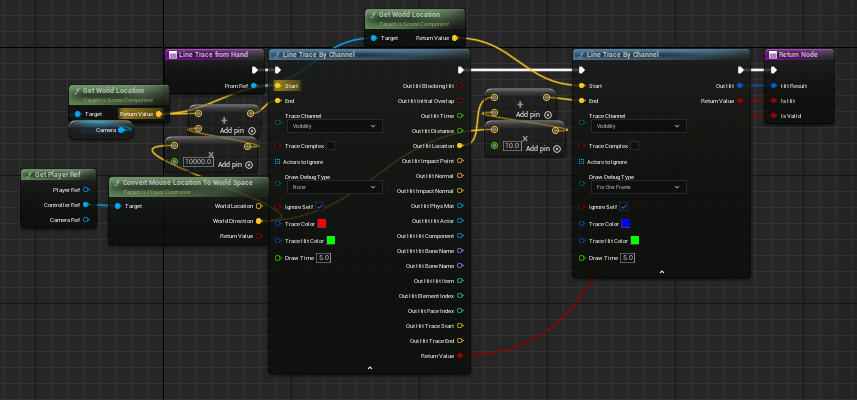 Get World Location
Target is Scene Component
Target
Return Value
Line Trace from Hand
From Ref
Get World Location
Target is Scene Component
Target
Return Value
Camera
+
Add pin
×
10000.0
Add pin
Get Player Ref
Player Ref
Controller Ref
Camera Ref
Convert Mouse Location To World Space
Target is Player Controller
Target
World Location
World Direction
Return Value
Line Trace By Channel
Start
End
Trace Channel
Visibility
Trace Complex
Actors to Ignore
Draw Debug Type
None
Ignore Self
Trace Color
Trace Hit Color
Draw Time 5.0
Out Hit Blocking Hit
Out Hit Initial Overlap
Out Hit Time
Out Hit Distance
Out Hit Location
Out Hit Impact Point
Out Hit Normal
Out Hit Impact Normal
Out Hit Phys Mat
Out Hit Hit Actor
Out Hit Hit Component
Out Hit Hit Bone Name
Out Hit Bone Name
Out Hit Hit Item
Out Hit Element Index
Out Hit Face Index
Out Hit Trace Start
Out Hit Trace End
Return Value
+
Add pin
×
10.0
Add pin
Line Trace By Channel
Start
End
Trace Channel
Visibility
Trace Complex
Actors to Ignore
Draw Debug Type
For One Frame
Ignore Self
Trace Color
Trace Hit Color
Draw Time 5.0
Out Hit
Return Value
Return Node
Hit Result
Is Hit
Is Valid